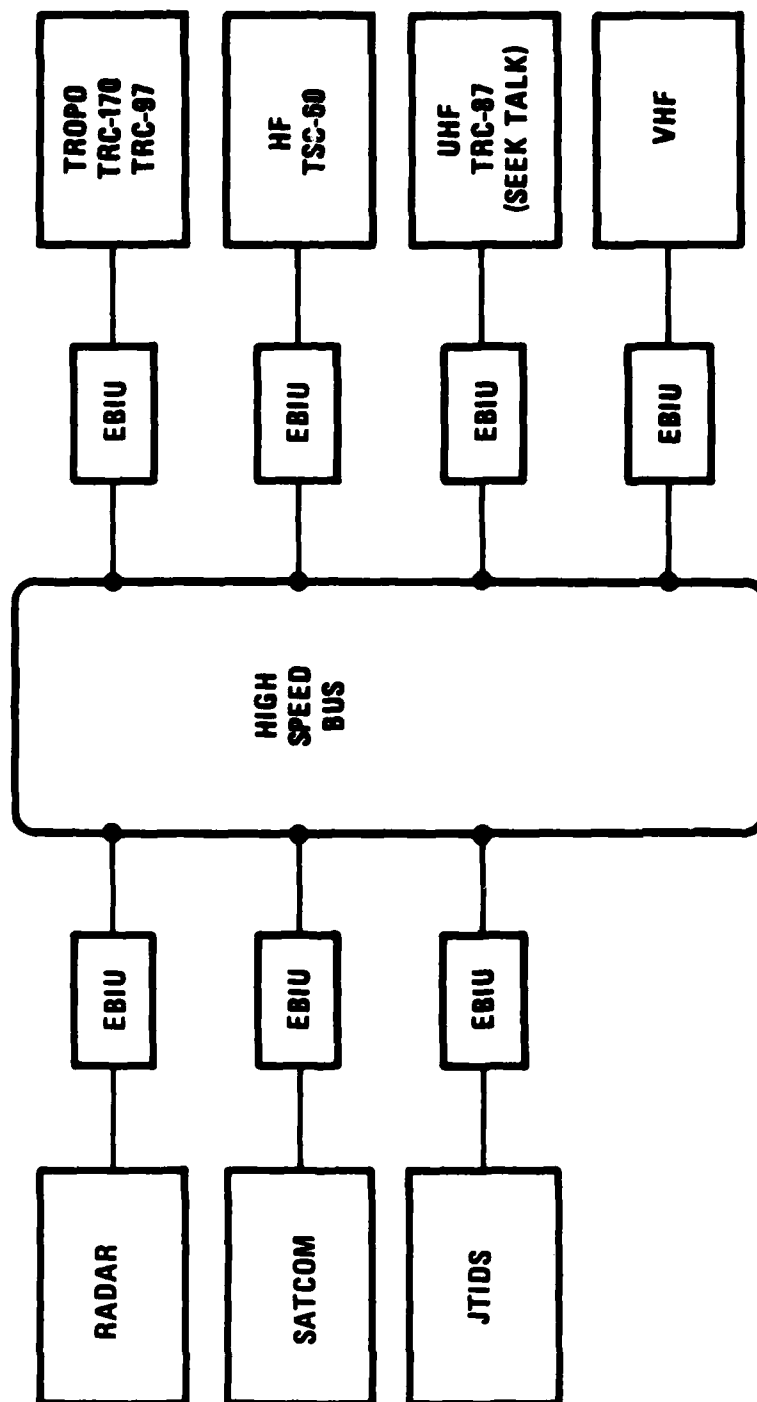 RADAR
EBIU
EBIU
TROPO
TRC-170
TRC-97
SATCOM
EBIU
HIGH
SPEED
BUS
EBIU
HF
TSC-60
JTIDS
EBIU
EBIU
UHF
TRC-87
(SEEK TALK)
EBIU
VHF